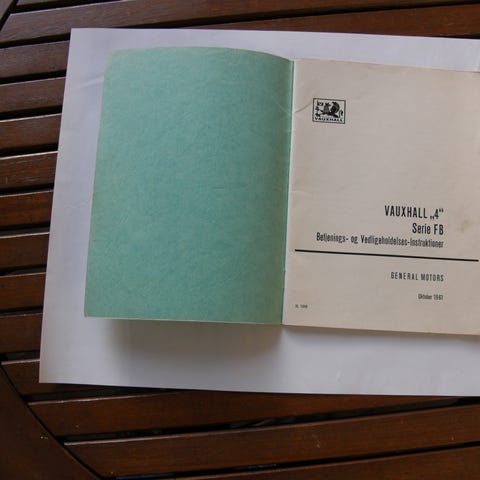 VAUXHALL
VAUXHALL „4“
Serie FB
Betjenings- og Vedligeholdelses-Instruktioner
GENERAL MOTORS
Oktober 1961